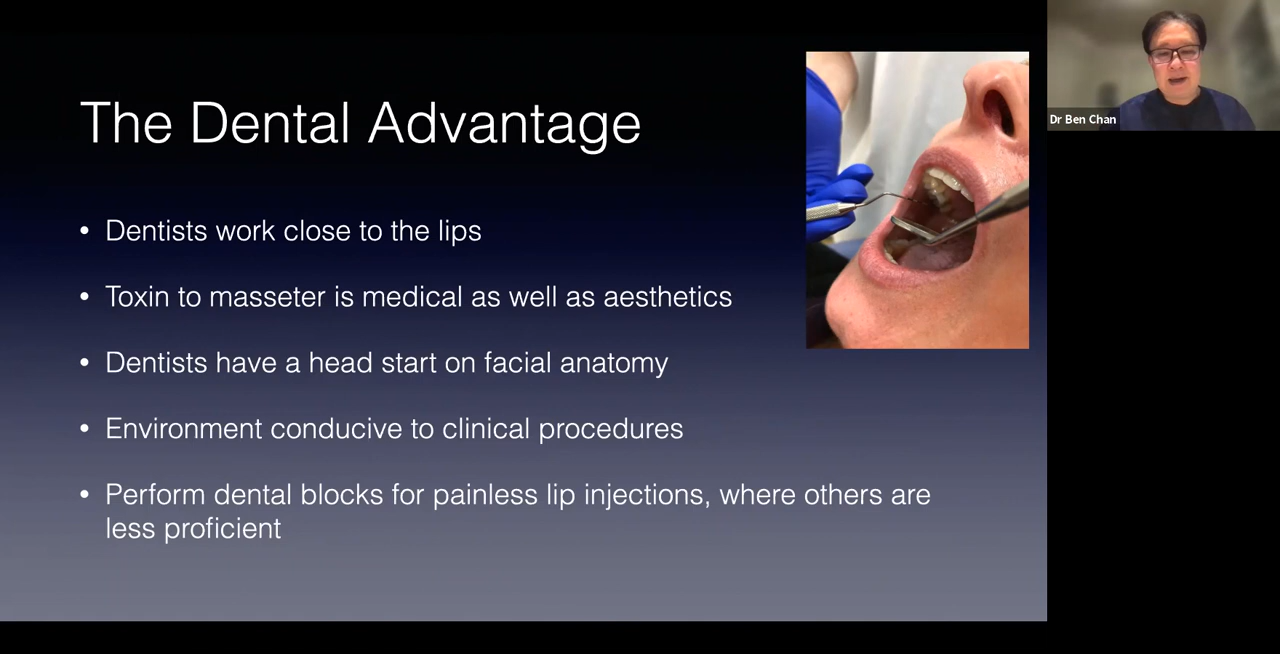 The Dental Advantage
• Dentists work close to the lips
• Toxin to masseter is medical as well as aesthetics
• Dentists have a head start on facial anatomy
• Environment conducive to clinical procedures
• Perform dental blocks for painless lip injections, where others are
less proficient
Dr Ben Chan